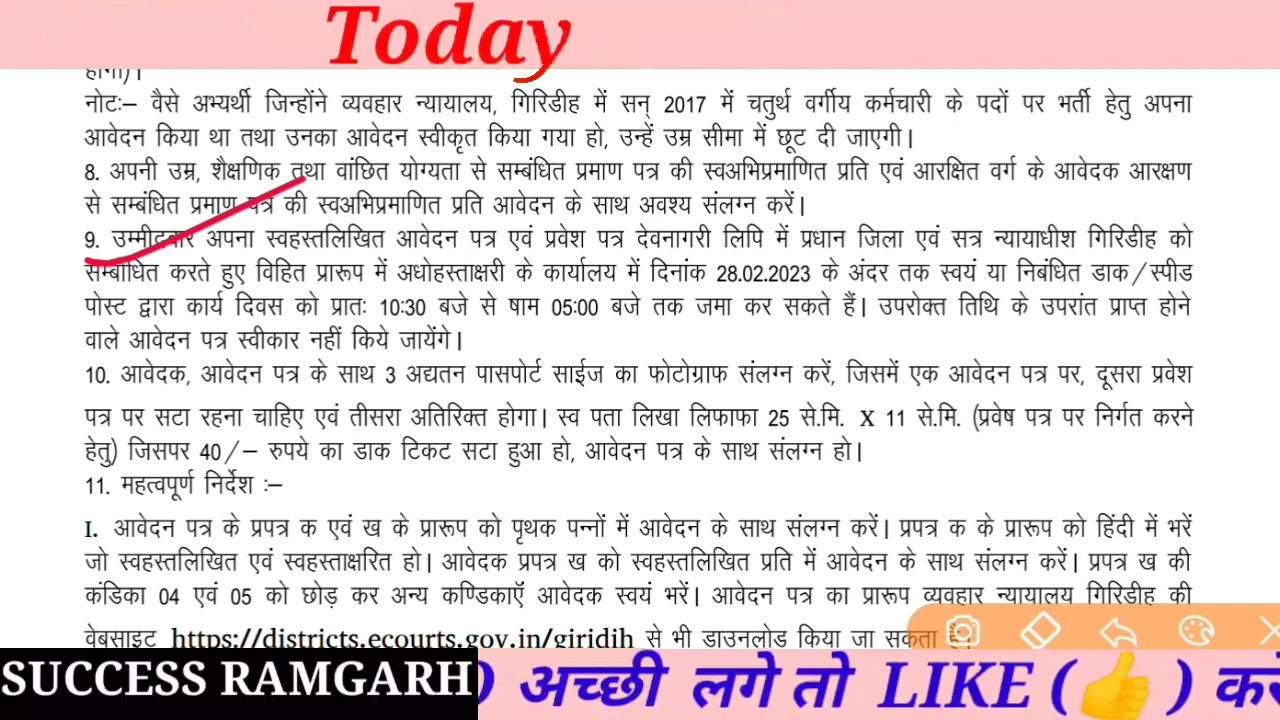 Today
होगा)।
नोटः– वैसे अभ्यर्थी जिन्होंने व्यवहार न्यायालय, गिरिडीह में सन् 2017 में चतुर्थ वर्गीय कर्मचारी के पदों पर भर्ती हेतु अपना
आवेदन किया था तथा उनका आवेदन स्वीकृत किया गया हो, उन्हें उम्र सीमा में छूट दी जाएगी।
8. अपनी उम्र, शैक्षणिक तथा वांछित योग्यता से सम्बंधित प्रमाण पत्र की स्वअभिप्रमाणित प्रति एवं आरक्षित वर्ग के आवेदक आरक्षण
से सम्बंधित प्रमाण पत्र की स्वअभिप्रमाणित प्रति आवेदन के साथ अवश्य संलग्न करें।
9. उम्मीदवार अपना स्वहस्तलिखित आवेदन पत्र एवं प्रवेश पत्र देवनागरी लिपि में प्रधान जिला एवं सत्र न्यायाधीश गिरिडीह को
सम्बोधित करते हुए विहित प्रारूप में अधोहस्ताक्षरी के कार्यालय में दिनांक 28.02.2023 के अंदर तक स्वयं या निबंधित डाक/स्पीड
पोस्ट द्वारा कार्य दिवस को प्रातः 10:30 बजे से षाम 05:00 बजे तक जमा कर सकते हैं। उपरोक्त तिथि के उपरांत प्राप्त होने
वाले आवेदन पत्र स्वीकार नहीं किये जायेंगे।
10. आवेदक, आवेदन पत्र के साथ 3 अद्यतन पासपोर्ट साईज का फोटोग्राफ संलग्न करें, जिसमें एक आवेदन पत्र पर, दूसरा प्रवेश
पत्र पर सटा रहना चाहिए एवं तीसरा अतिरिक्त होगा। स्व पता लिखा लिफाफा 25 से.मि. X 11 से.मि. (प्रवेष पत्र पर निर्गत करने
हेतु) जिसपर 40/– रुपये का डाक टिकट सटा हुआ हो, आवेदन पत्र के साथ संलग्न हो।
11. महत्वपूर्ण निर्देश :–
I. आवेदन पत्र के प्रपत्र क एवं ख के प्रारूप को पृथक पन्नों में आवेदन के साथ संलग्न करें। प्रपत्र क के प्रारूप को हिंदी में भरें
जो स्वहस्तलिखित एवं स्वहस्ताक्षरित हो। आवेदक प्रपत्र ख को स्वहस्तलिखित प्रति में आवेदन के साथ संलग्न करें। प्रपत्र ख की
कंडिका 04 एवं 05 को छोड़ कर अन्य कण्डिकाएँ आवेदक स्वयं भरें। आवेदन पत्र का प्रारूप व्यवहार न्यायालय गिरिडीह की
वेबसाइट https://districts.ecourts.gov.in/giridih से भी डाउनलोड किया जा सकता है।
SUCCESS RAMGARH ) अच्छी लगे तो LIKE (👍) करें